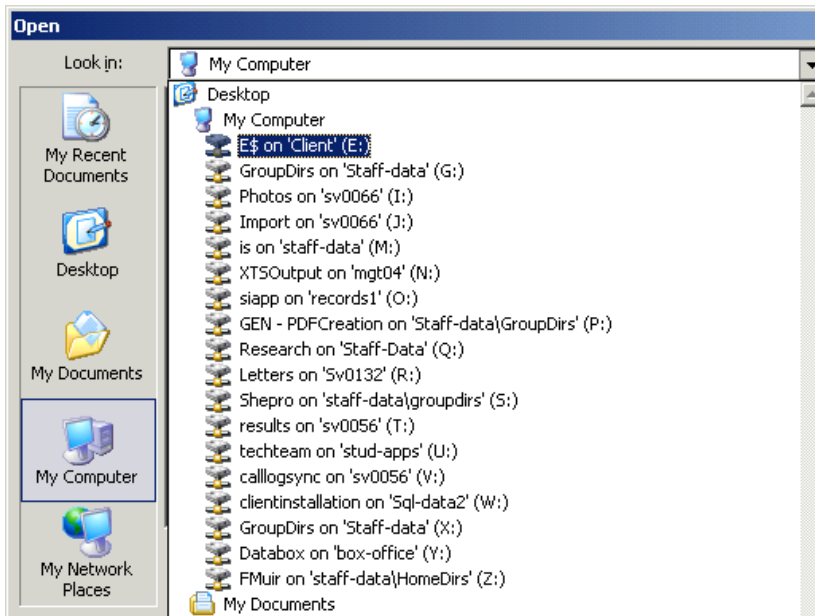 Open
Look in:
My Computer
Desktop
My Computer
E$ on 'Client' (E:)
GroupDirs on 'Staff-data' (G:)
Photos on 'sv0066' (I:)
Import on 'sv0066' (J:)
is on 'staff-data' (M:)
XTSOutput on 'mgt04' (N:)
siapp on 'records1' (O:)
GEN - PDFCreation on 'Staff-data\GroupDirs' (P:)
Research on 'Staff-Data' (Q:)
Letters on 'Sv0132' (R:)
Shepro on 'staff-data\groupdirs' (S:)
results on 'sv0056' (T:)
techteam on 'stud-apps' (U:)
calllogsync on 'sv0056' (V:)
clientinstallation on 'Sql-data2' (W:)
GroupDirs on 'Staff-data' (X:)
Databox on 'box-office' (Y:)
FMuir on 'staff-data\HomeDirs' (Z:)
My Documents
My Recent
Documents
Desktop
My Documents
My Computer
My Network
Places